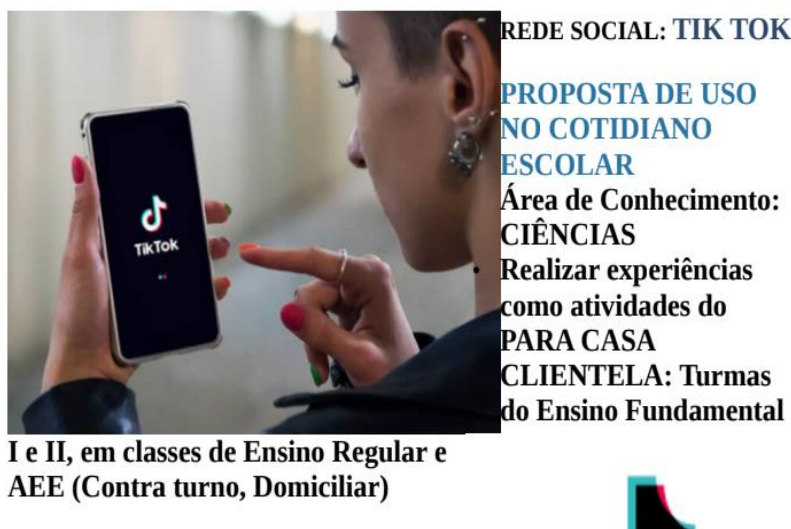 REDE SOCIAL: TIK TOK
PROPOSTA DE USO
NO COTIDIANO
ESCOLAR
Área de Conhecimento:
CIÊNCIAS
Realizar experiências
como atividades do
PARA CASA
CLIENTELA: Turmas
do Ensino Fundamental
I e II, em classes de Ensino Regular e
AEE (Contra turno, Domiciliar)
TikTok